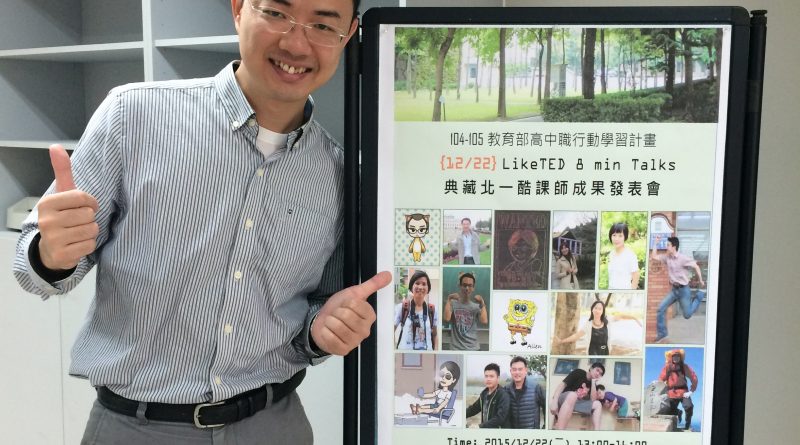 104-105 教育部高中職行動學習計畫
{12/22} LikeTED 8 min Talks
典藏北一酷課師成果發表會
Allen
Time: 2015/12/22(二) 13:00-14:00